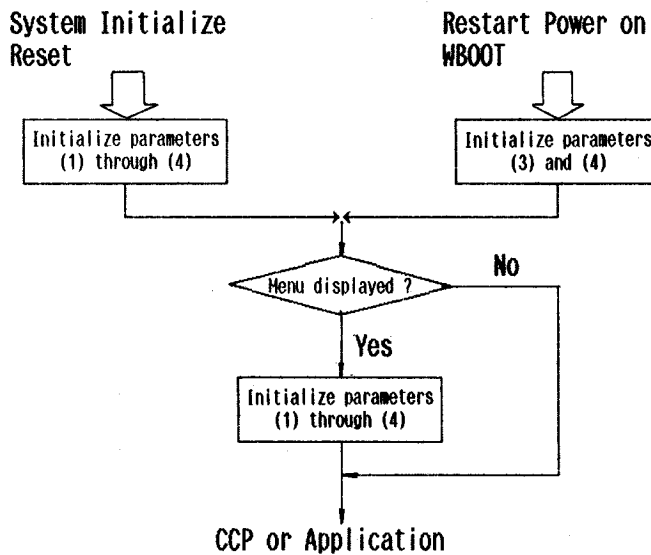 System Initialize
Reset
Restart Power on
WBOOT
Initialize parameters
(1) through (4)
Initialize parameters
(3) and (4)
Menu displayed ?
No
Yes
Initialize parameters
(1) through (4)
CCP or Application